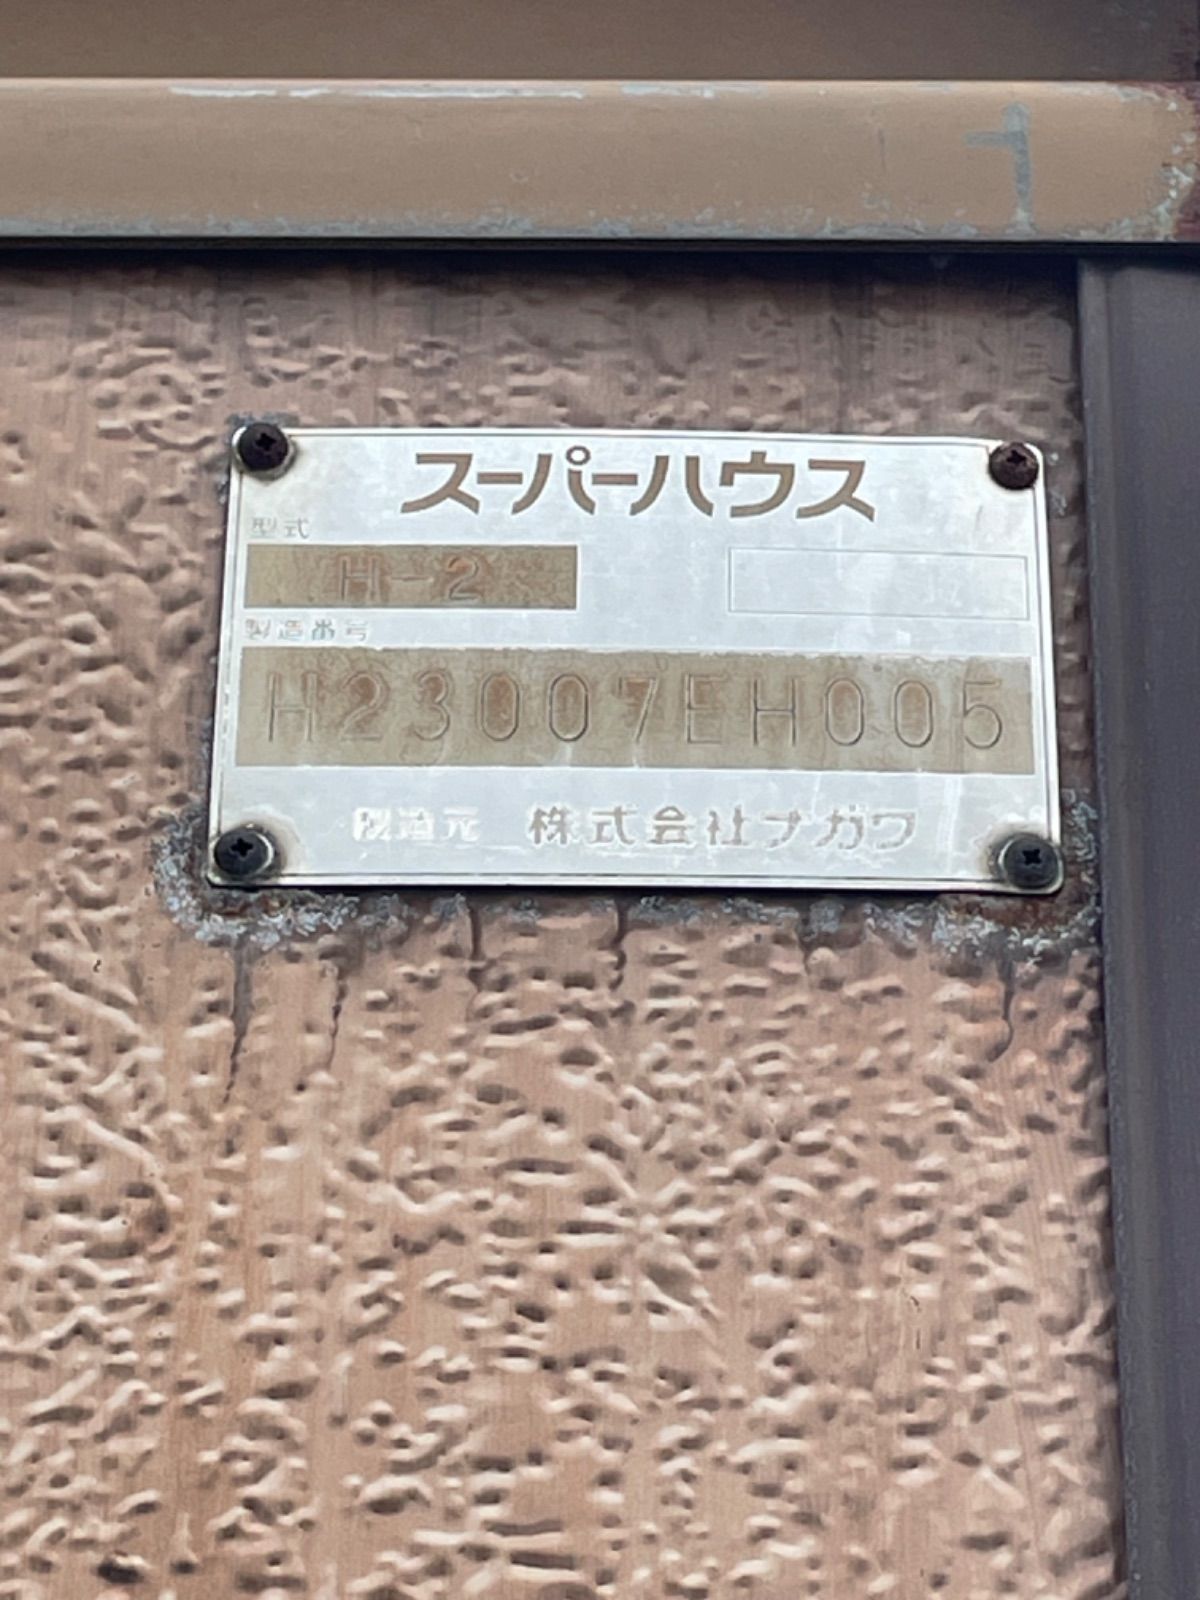 スーパーハウス
型式
H-2
製造番号
H23007EH005
製造元 株式会社ナガワ